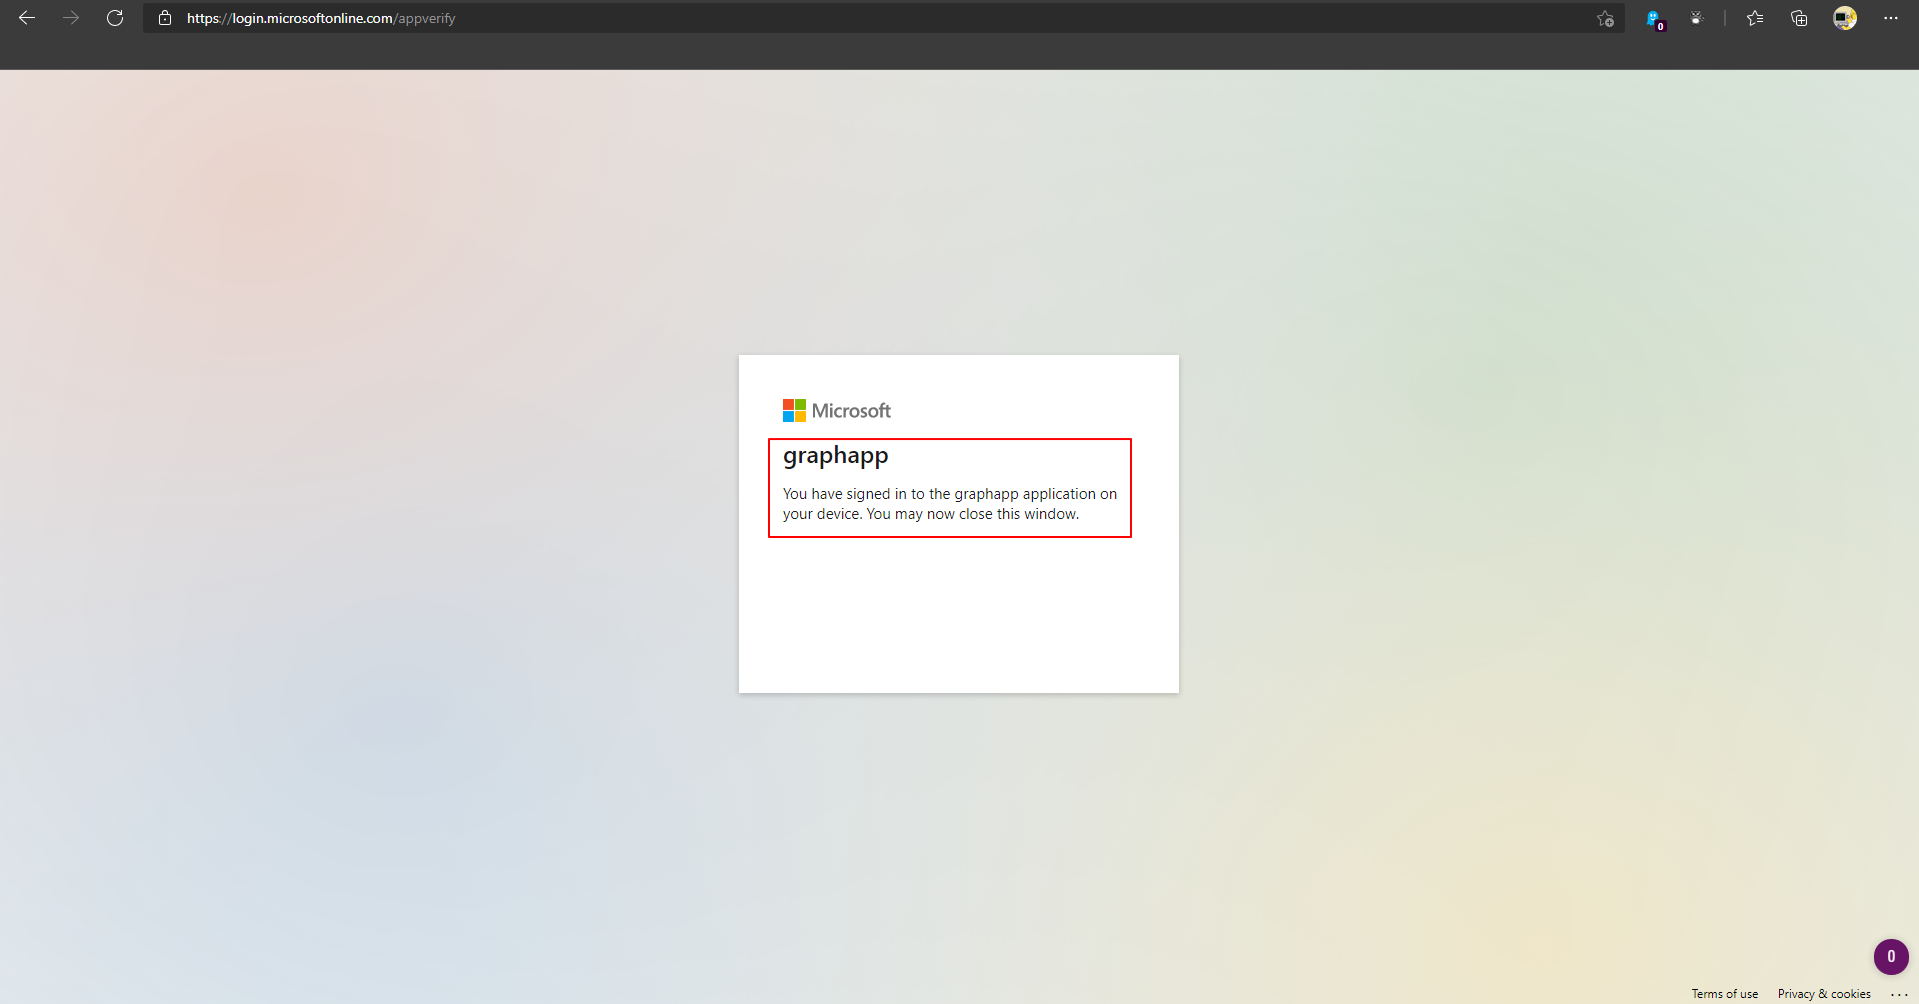 https://login.microsoftonline.com/appverify
0
Microsoft
graphapp
You have signed in to the graphapp application on
your device. You may now close this window.
0
Terms of use
Privacy & cookies